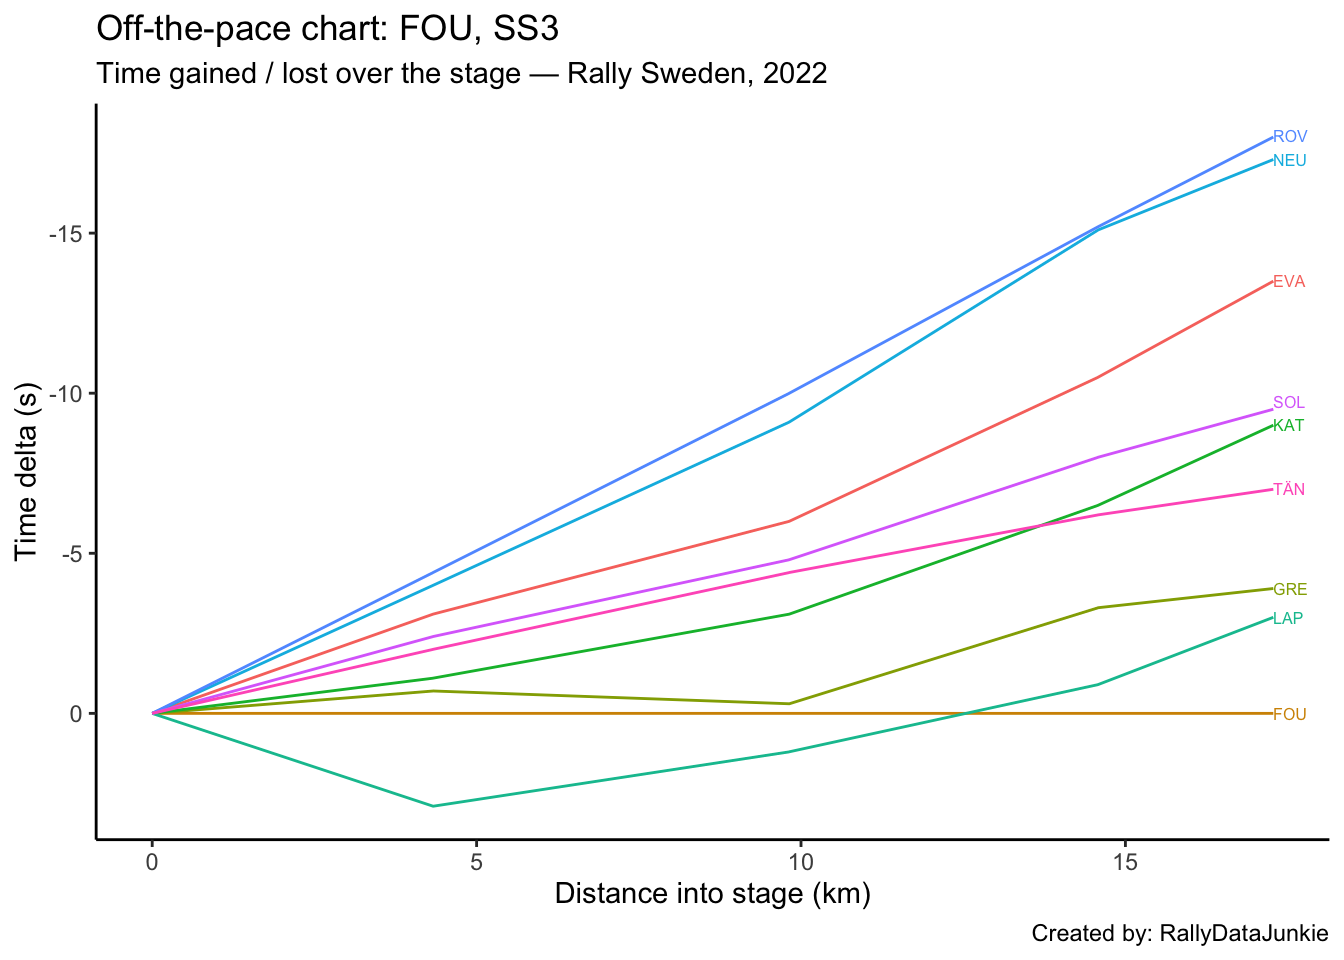 Off-the-pace chart: FOU, SS3
Time gained / lost over the stage — Rally Sweden, 2022
ROV
NEU
-15
EVA
-10
SOL
KAT
TÄN
-5
GRE
LAP
0
FOU
Time delta (s)
0 5 10 15
Distance into stage (km)
Created by: RallyDataJunkie